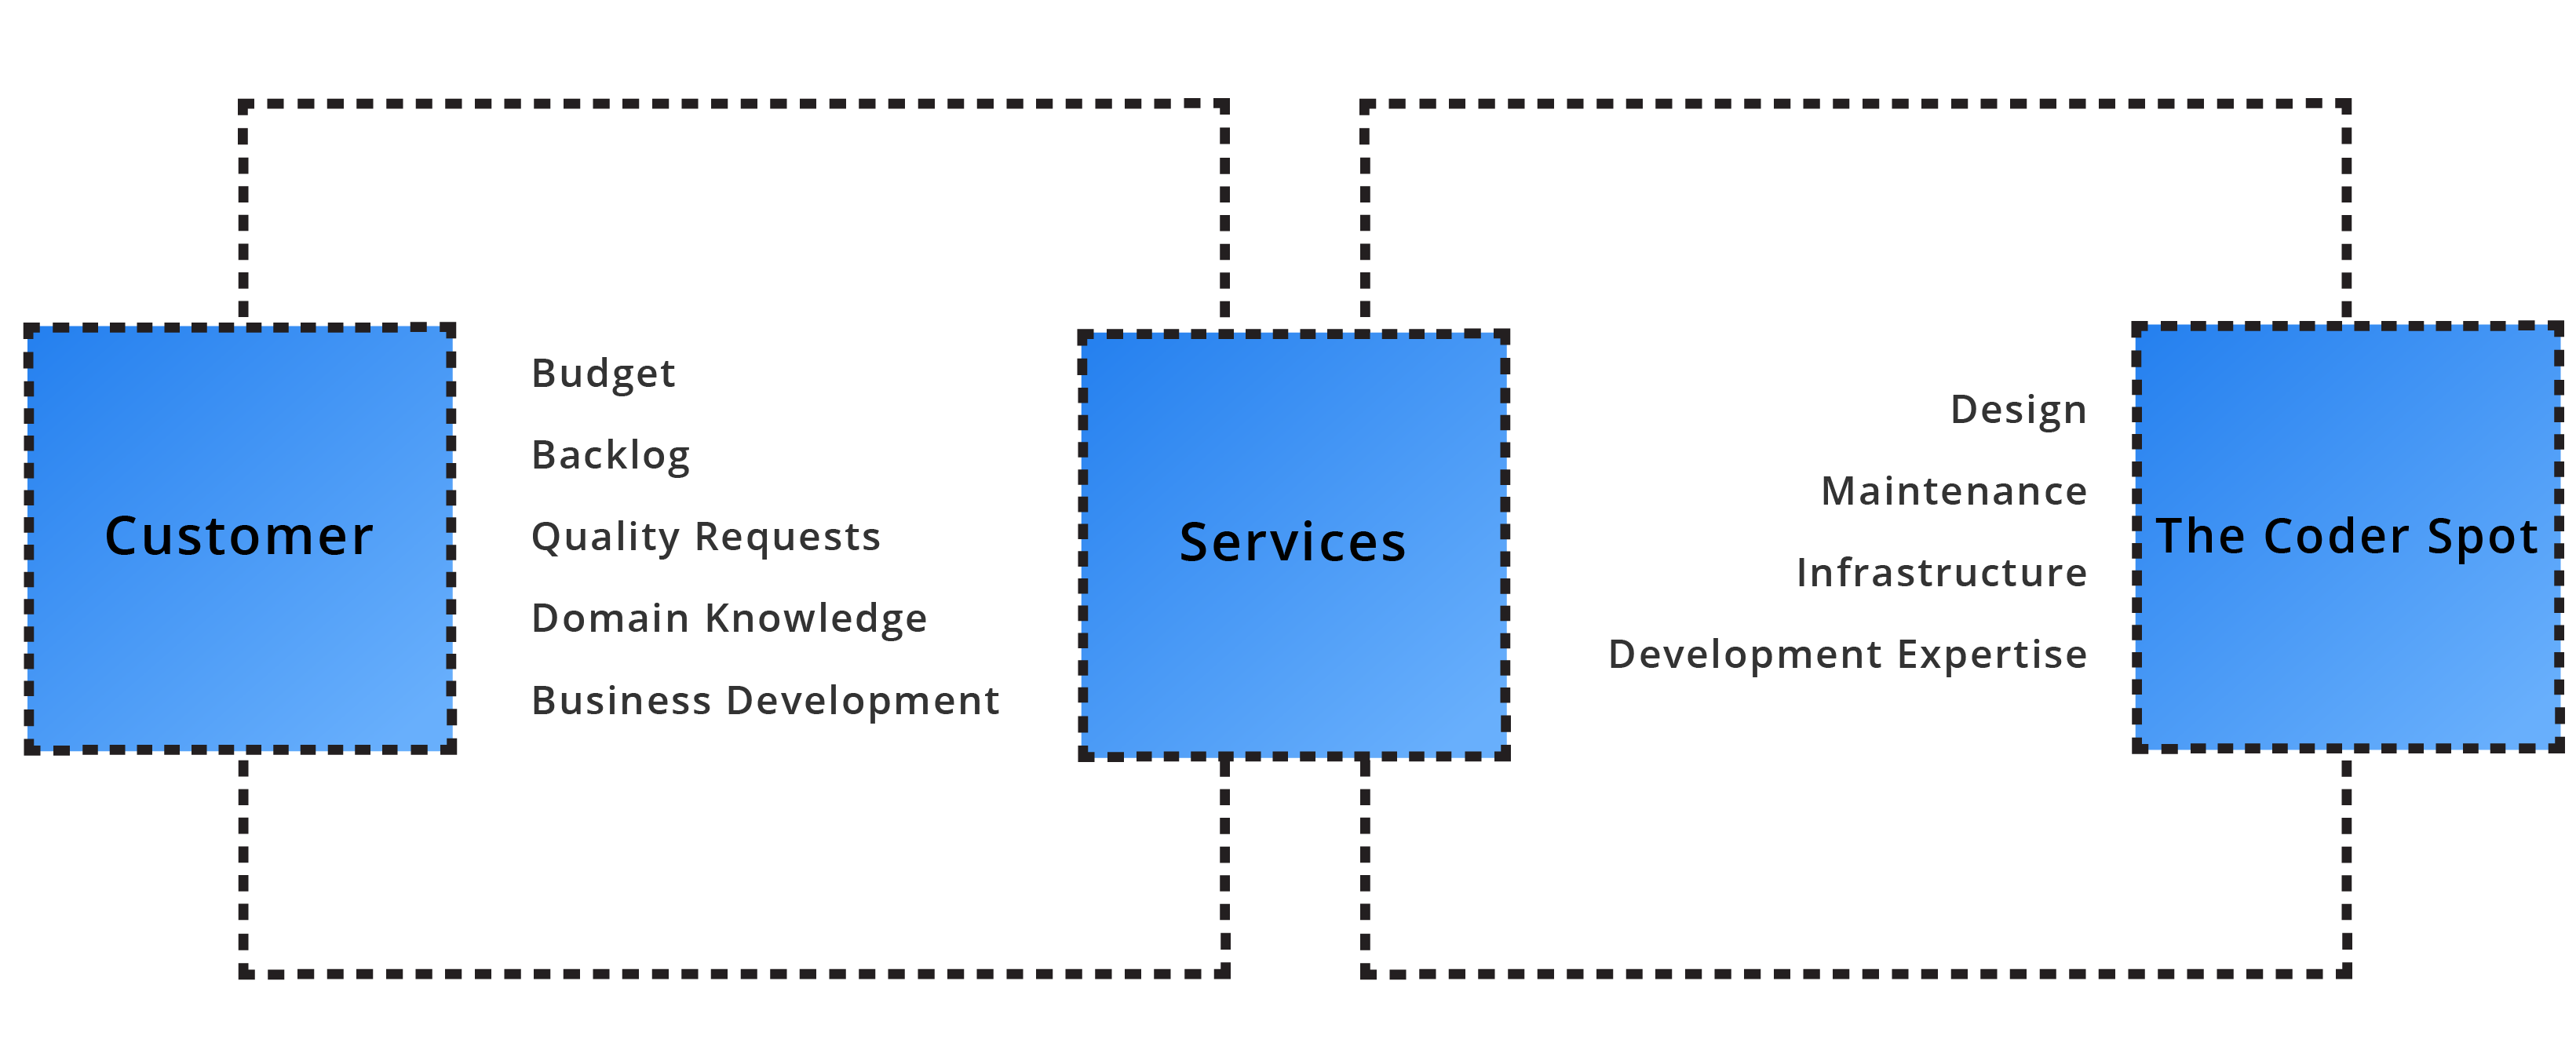 Customer
Budget
Backlog
Quality Requests
Domain Knowledge
Business Development
Services
Design
Maintenance
Infrastructure
Development Expertise
The Coder Spot